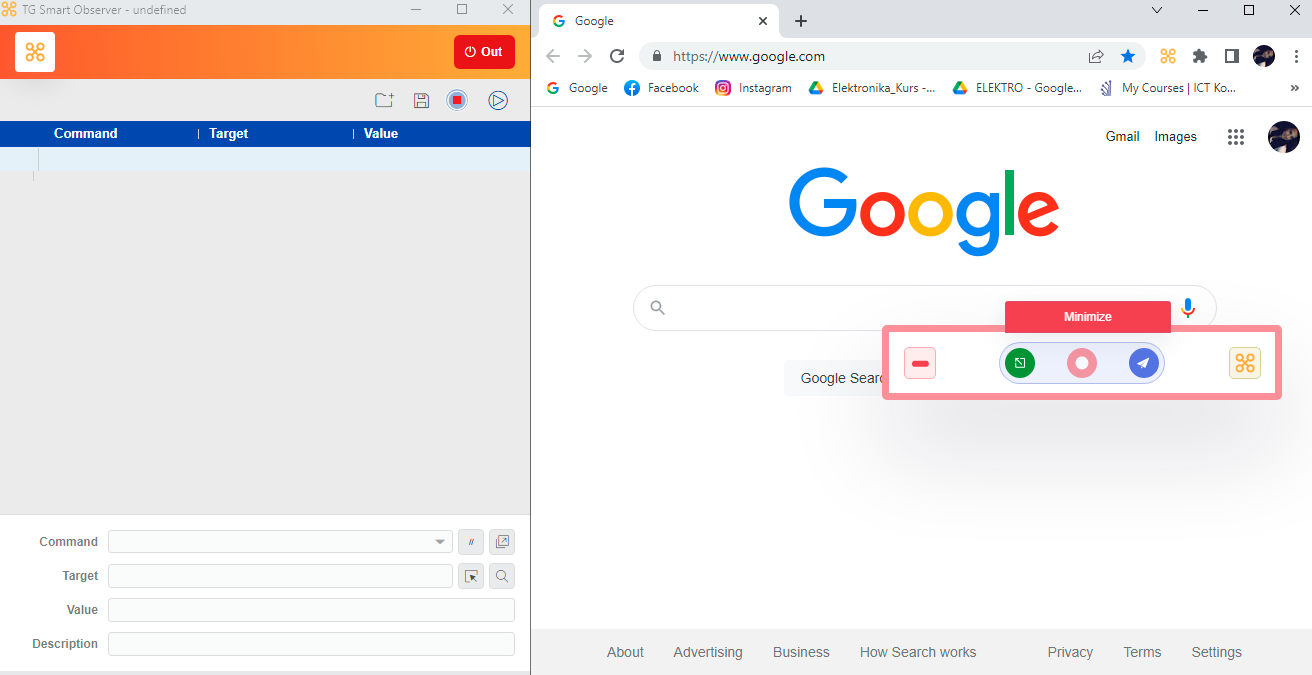 TG Smart Observer - undefined
Out
Command | Target | Value
Command
//
Target
Value
Description
Google
https://www.google.com
Google Facebook Instagram Elektronika_Kurs -... ELEKTRO - Google... My Courses | ICT Ko... »
Gmail Images
Google
Minimize
Google Searc
About Advertising Business How Search works Privacy Terms Settings